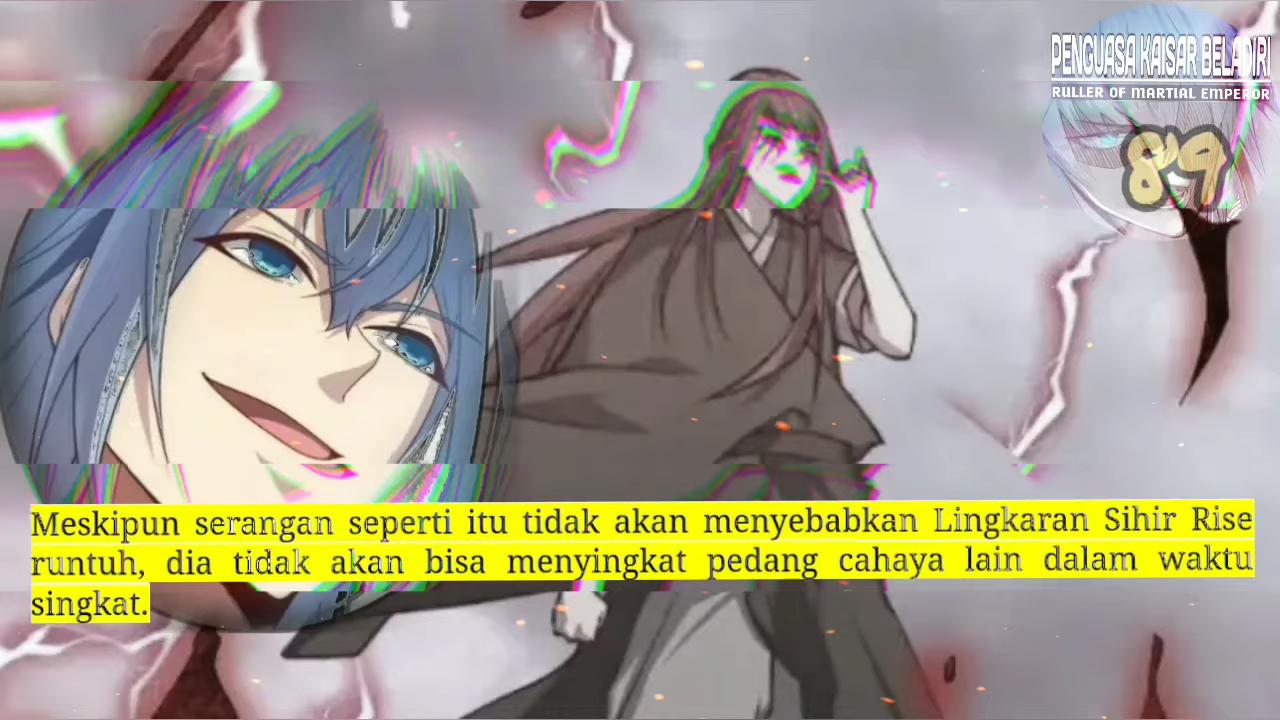 PENGUASA KAISAR BELADIRI
RULLER OF MARTIAL EMPEROR
89
Meskipun serangan seperti itu tidak akan menyebabkan Lingkaran Sihir Rise
runtuh, dia tidak akan bisa menyingkat pedang cahaya lain dalam waktu
singkat.